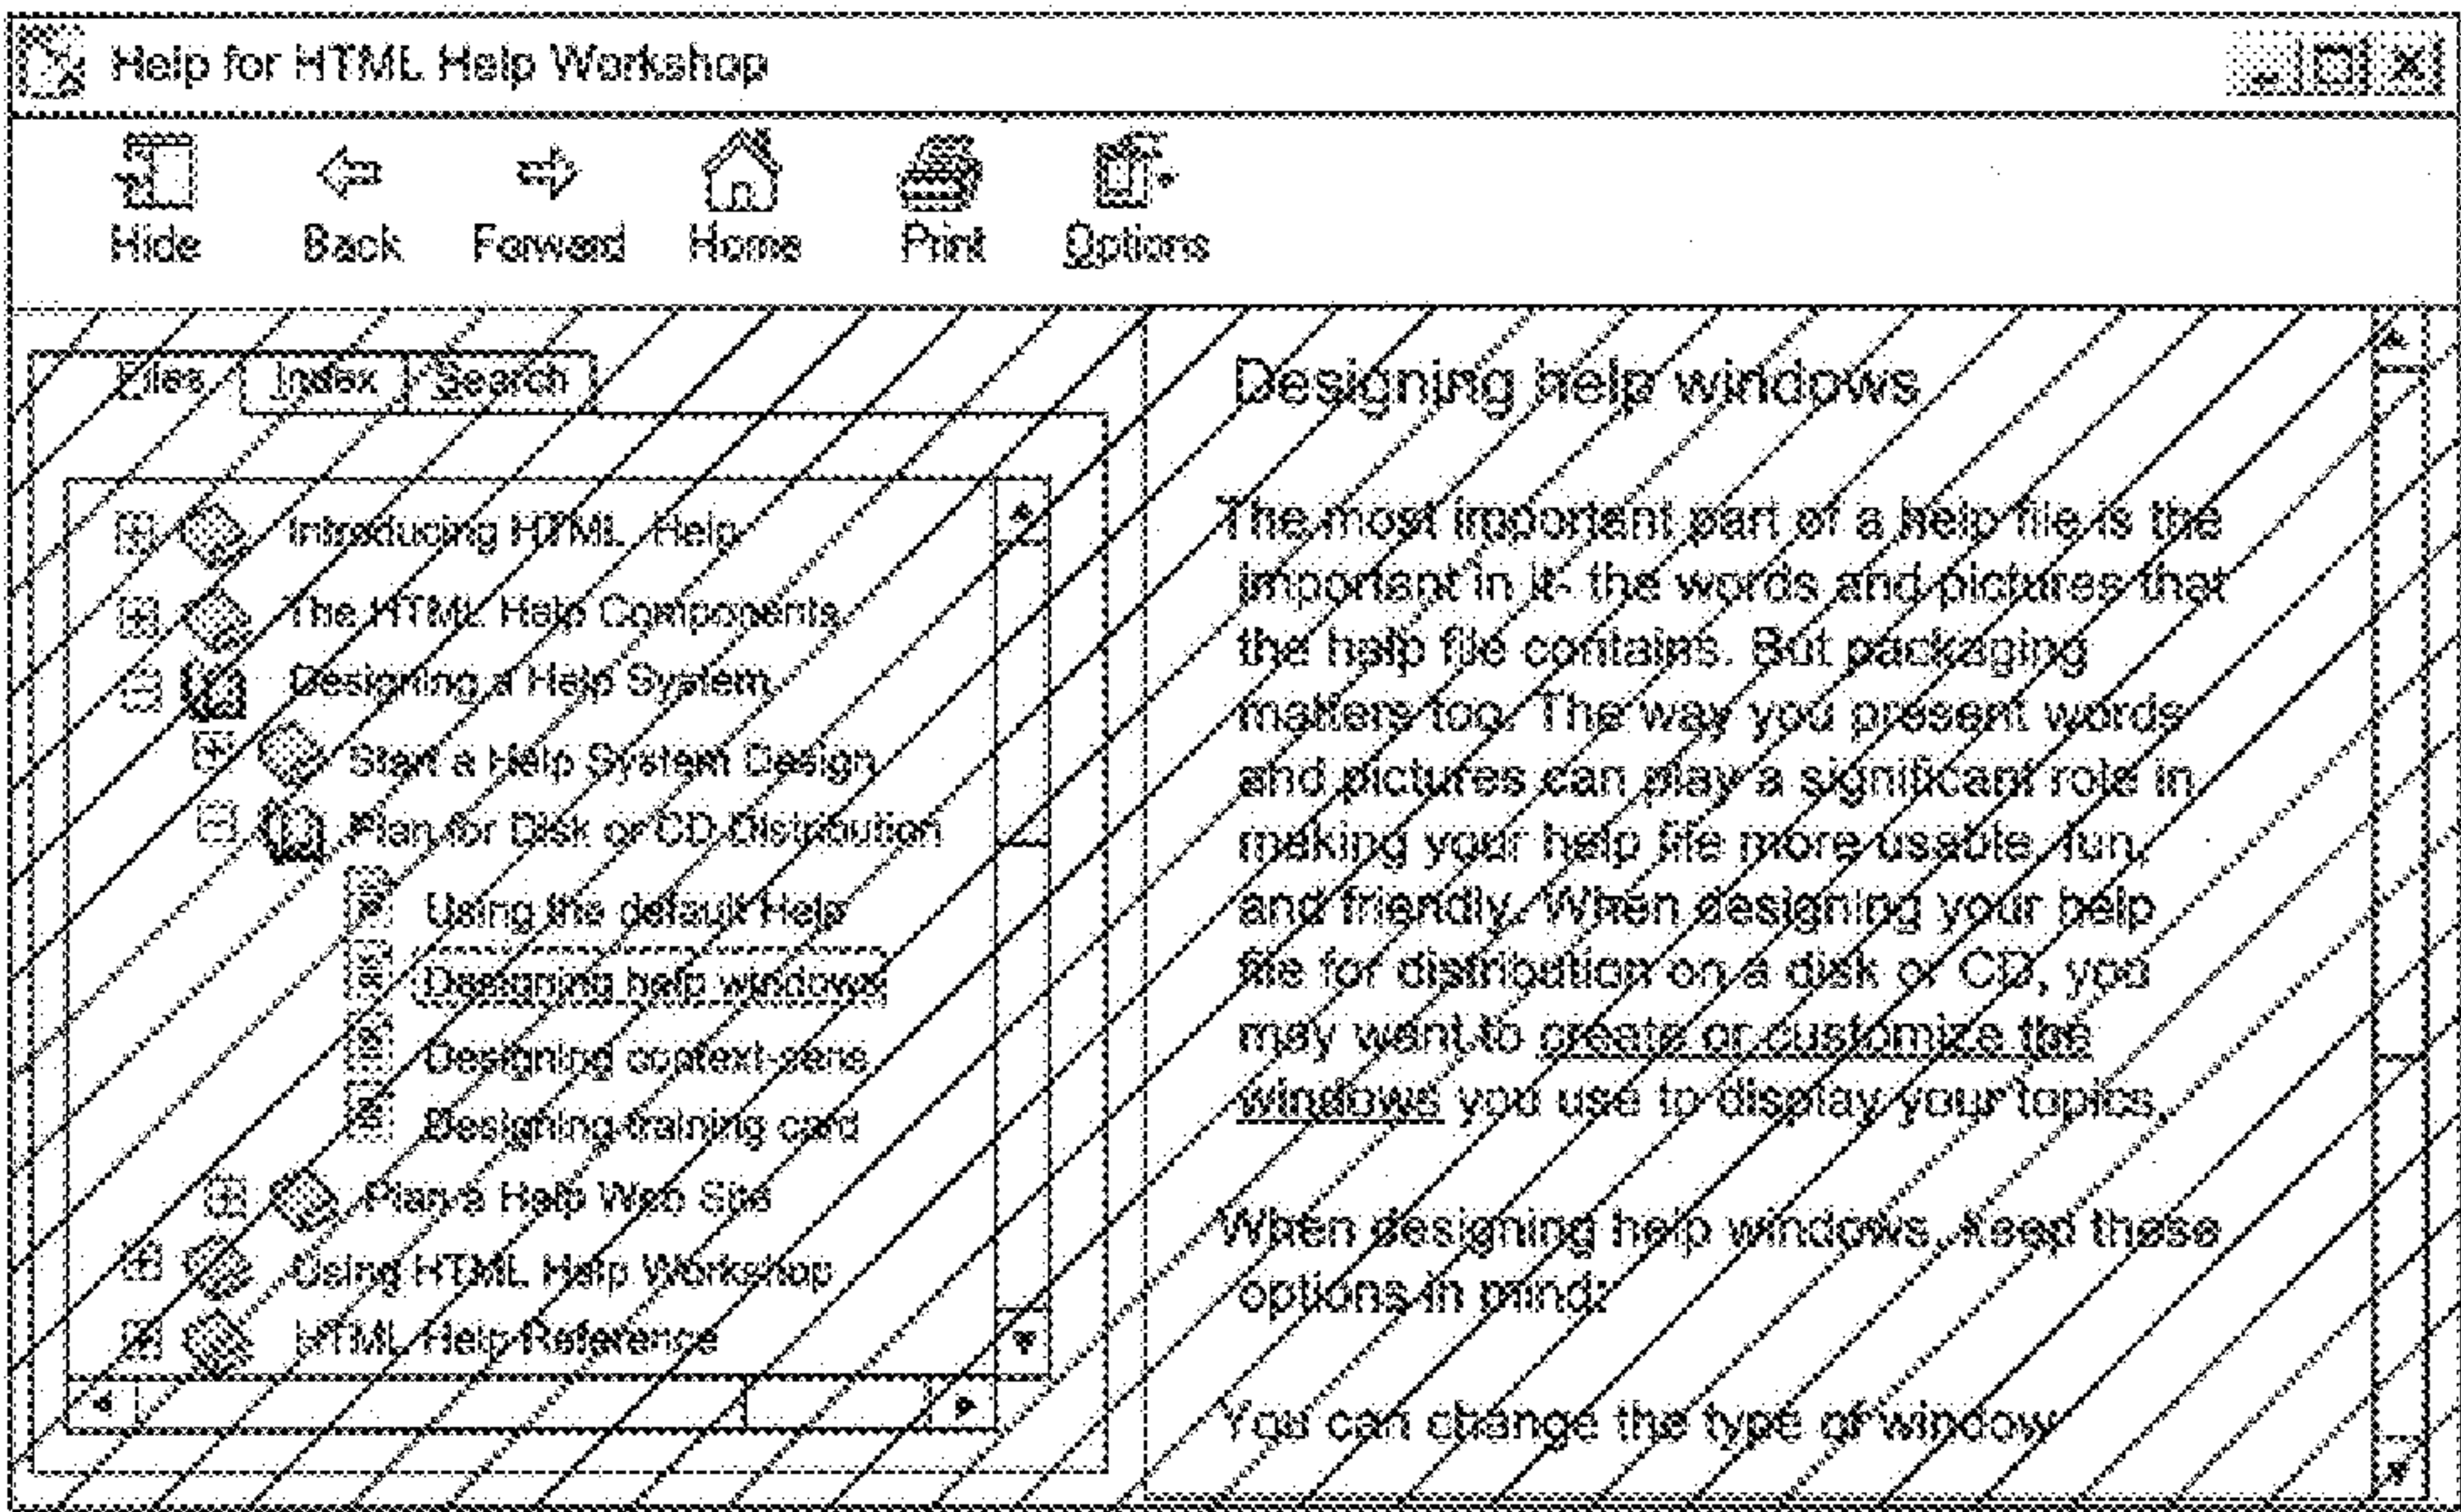 Help for HTML Help Workshop
Hide Back Forward Home Print Options
Files Index Search
Introducing HTML Help
The HTML Help Components
Designing a Help System
Start a Help System Design
Plan for Disk or CD Distribution
Using the default Help
Designing help windows
Designing context-sens
Designing training card
Plan a Help Web Site
Using HTML Help Workshop
HTML Help Reference
Designing help windows
The most important part of a help file is the
important in it- the words and pictures that
the help file contains. But packaging
matters too. The way you present words
and pictures can play a significant role in
making your help file more usable, fun,
and friendly. When designing your help
file for distribution on a disk or CD, you
may want to create or customize the
windows you use to display your topics.
When designing help windows, keep these
options in mind:
You can change the type of window